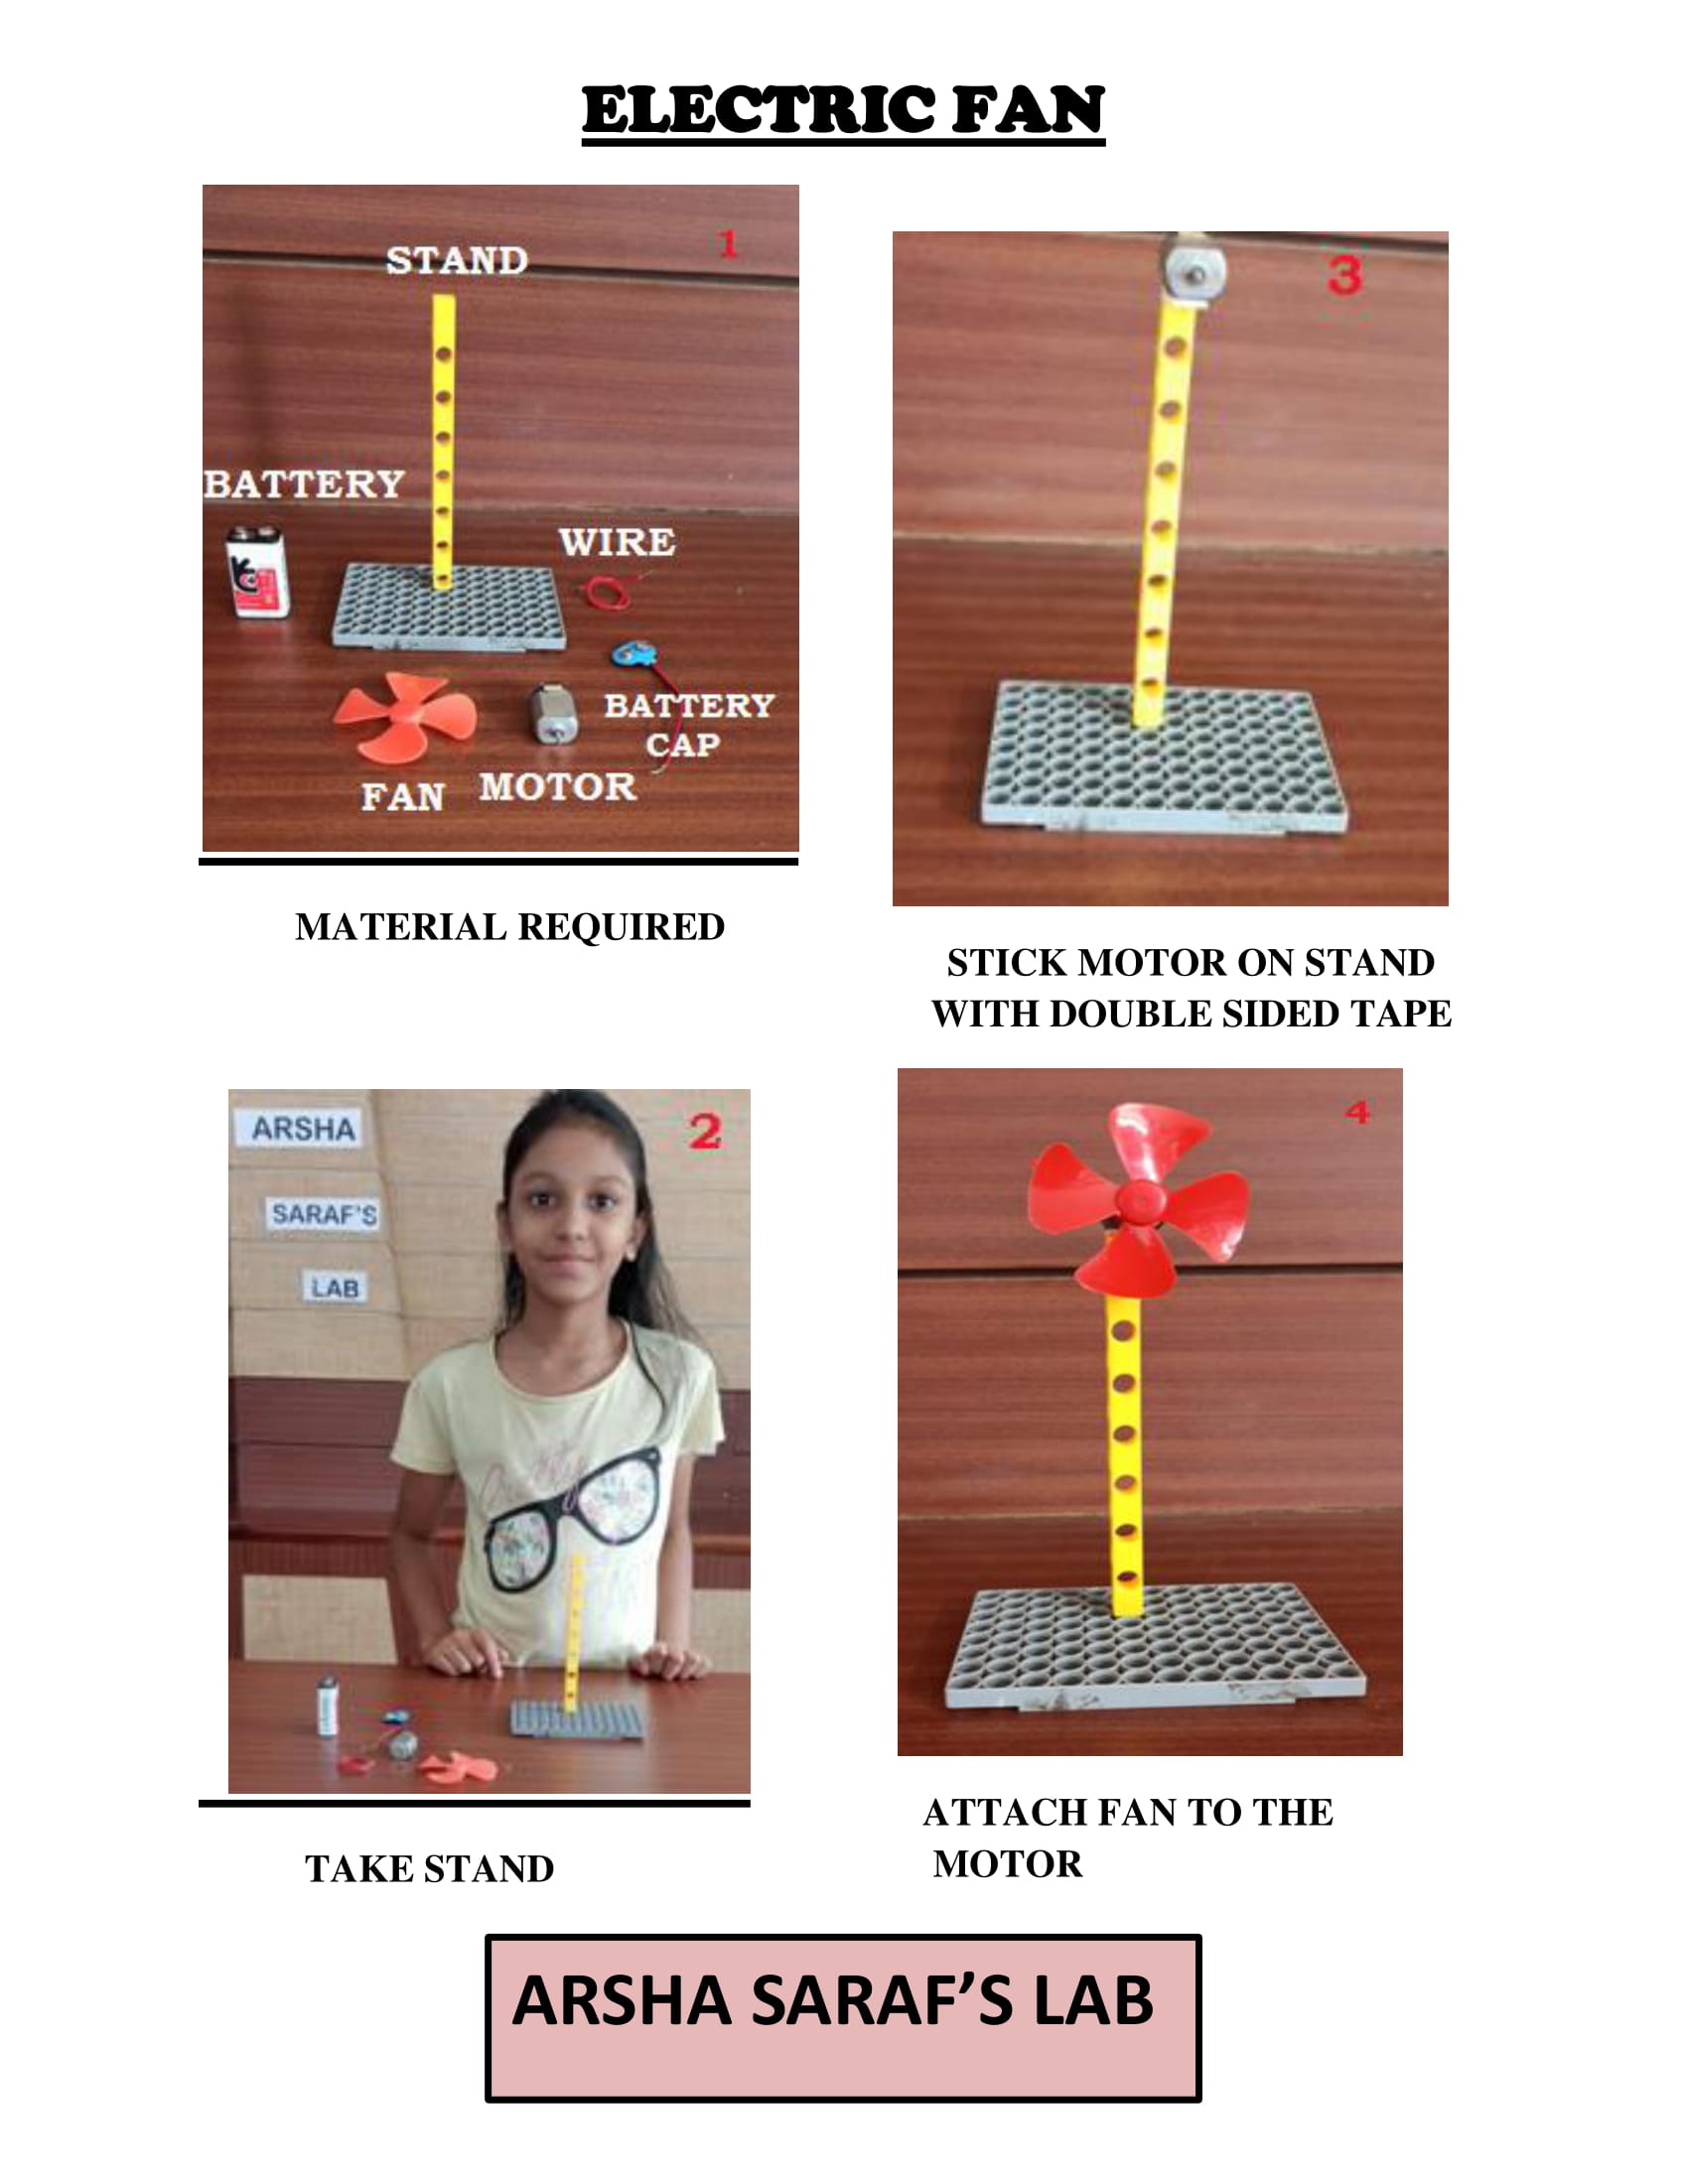 ELECTRIC FAN
1
STAND
BATTERY
WIRE
BATTERY
CAP
FAN
MOTOR
MATERIAL REQUIRED
2
ARSHA
SARAF'S
LAB
TAKE STAND
3
STICK MOTOR ON STAND
WITH DOUBLE SIDED TAPE
4
ATTACH FAN TO THE
MOTOR
ARSHA SARAF’S LAB